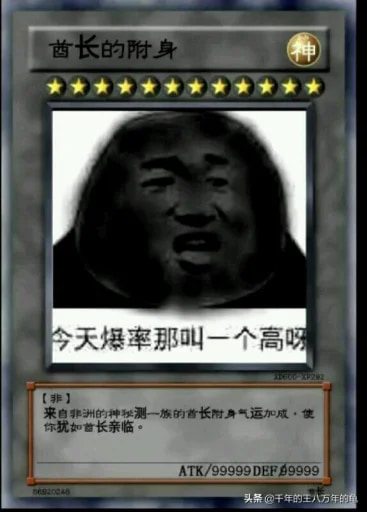 酋长的附身
神
今天爆率那叫一个高呀
【非】
来自非洲的神秘测一族的酋长附身气运加成，使
你犹如酋长亲临。
ATK/99999 DEF/99999
06820248
头条 @千年的王八万年的龟